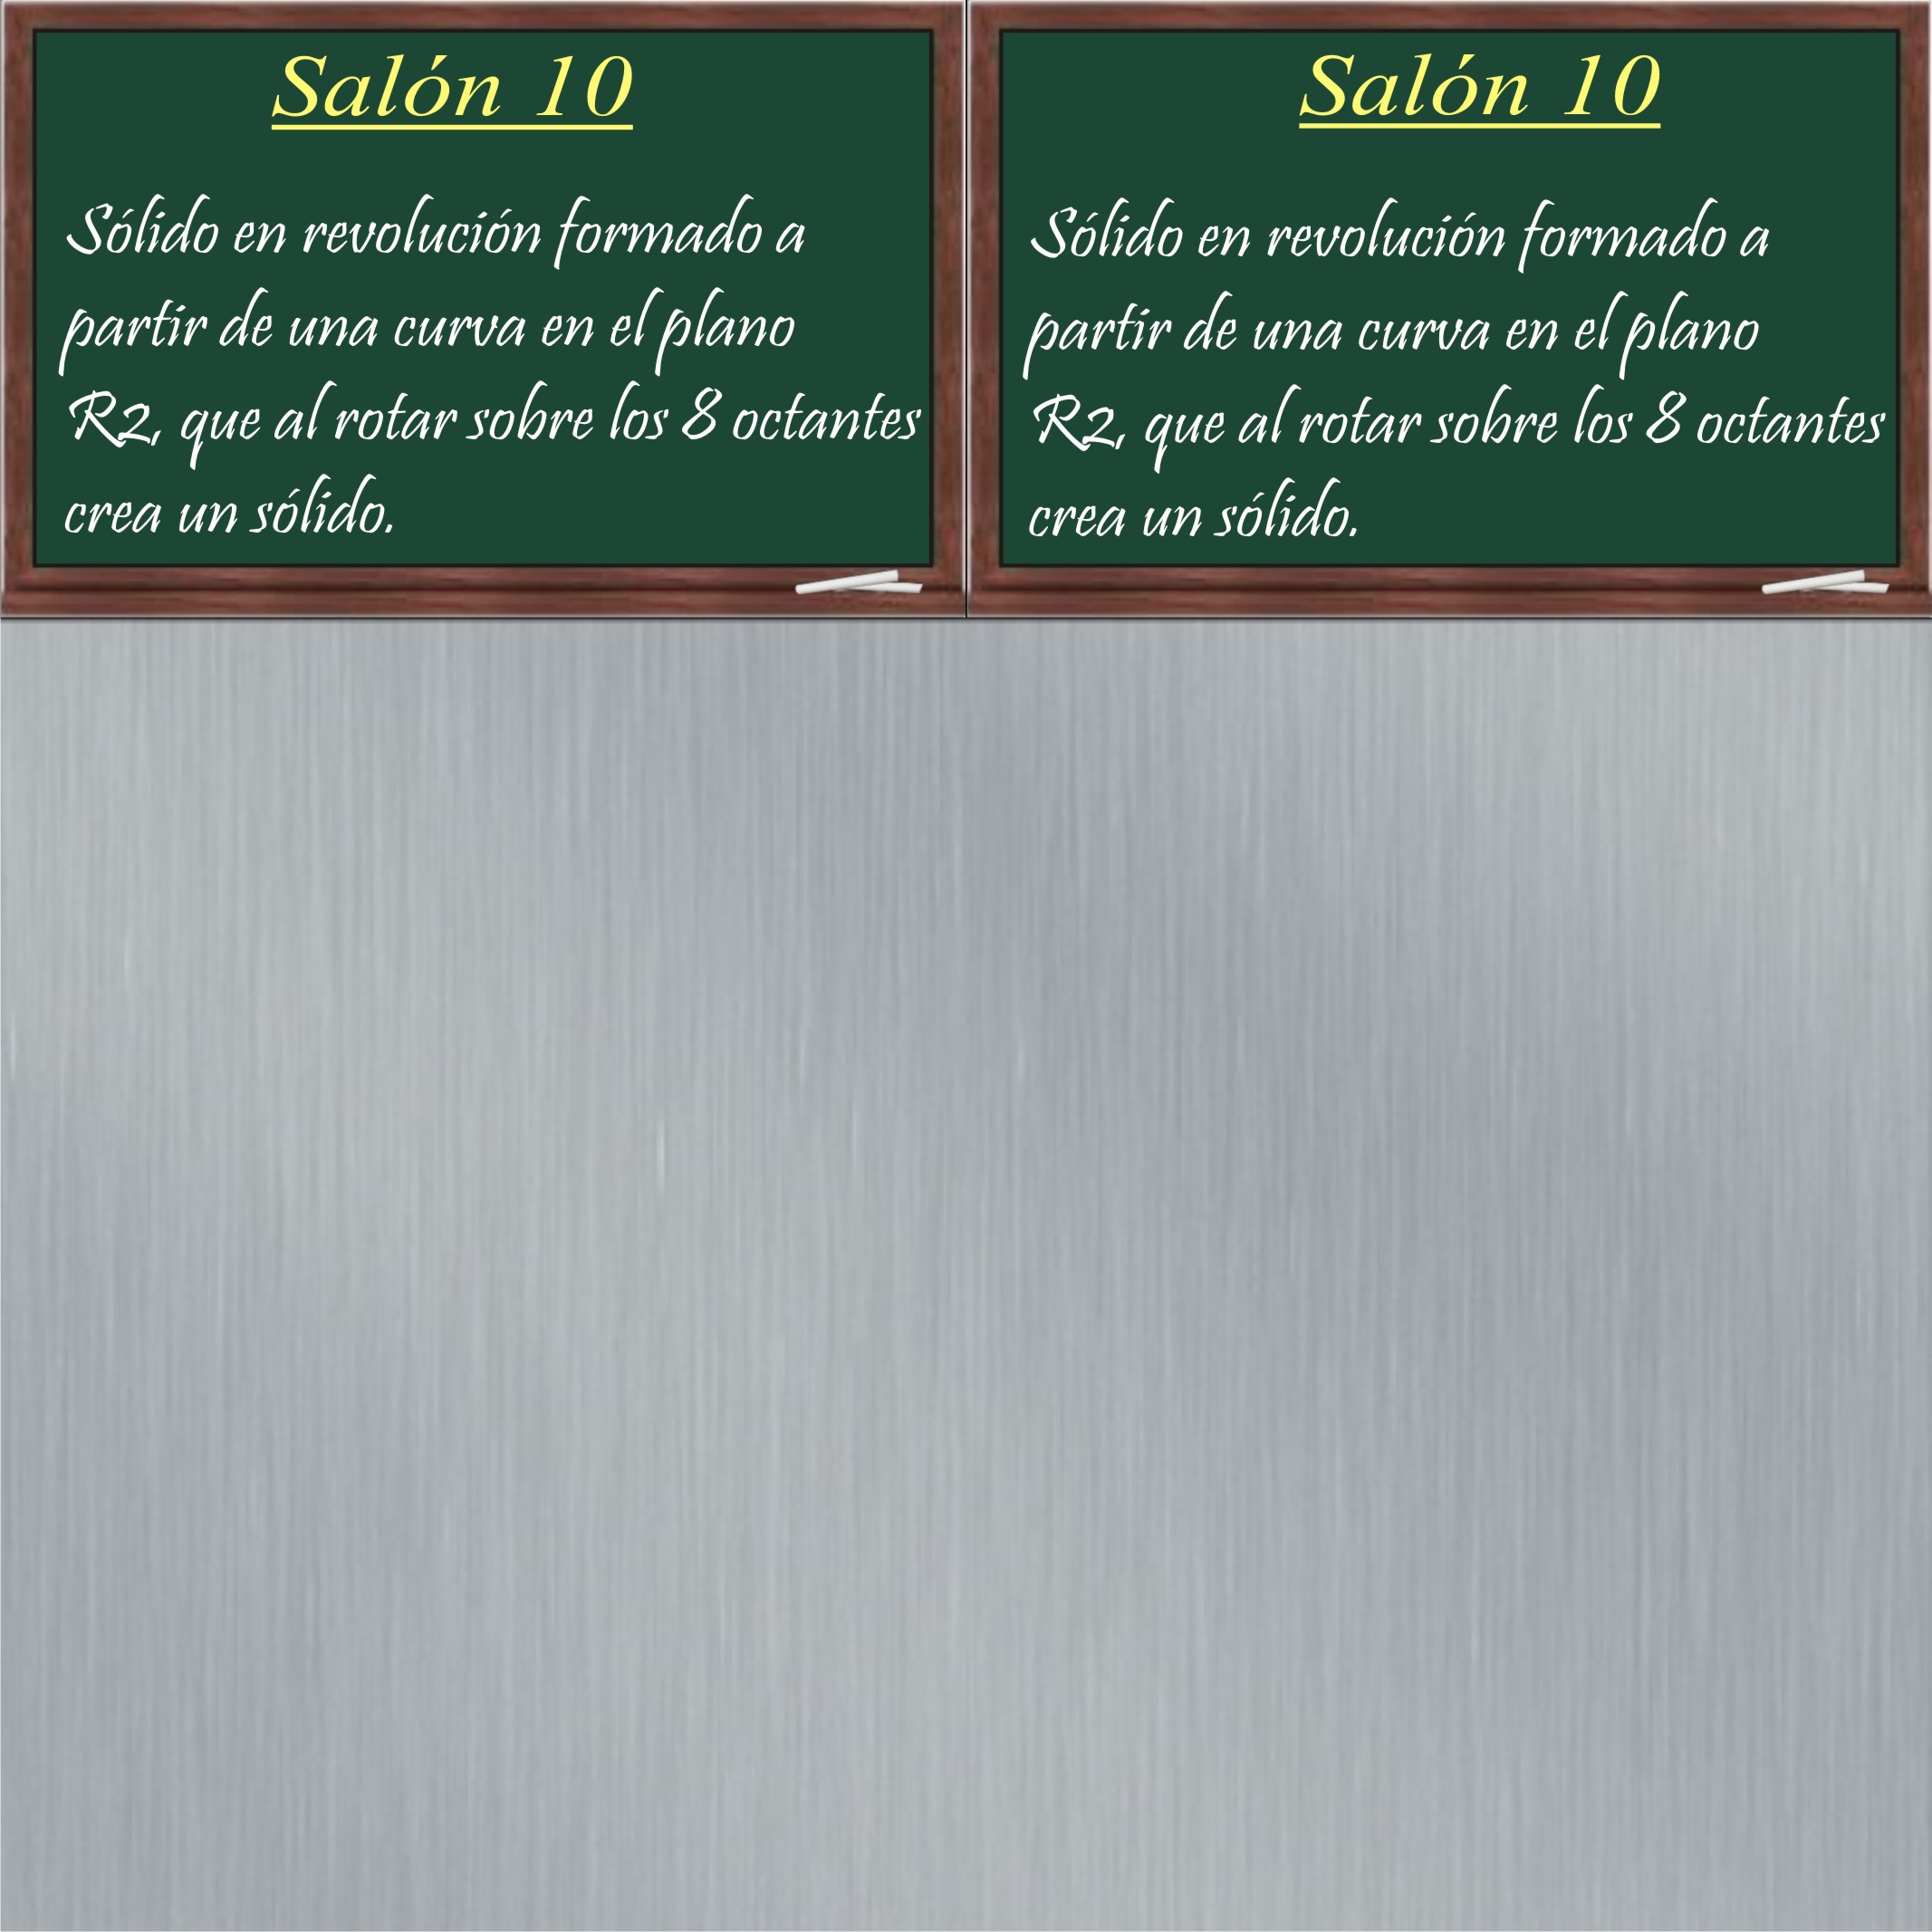 Salón 10
Sólido en revolución formado a
partir de una curva en el plano
R2, que al rotar sobre los 8 octantes
crea un sólido.
Salón 10
Sólido en revolución formado a
partir de una curva en el plano
R2, que al rotar sobre los 8 octantes
crea un sólido.